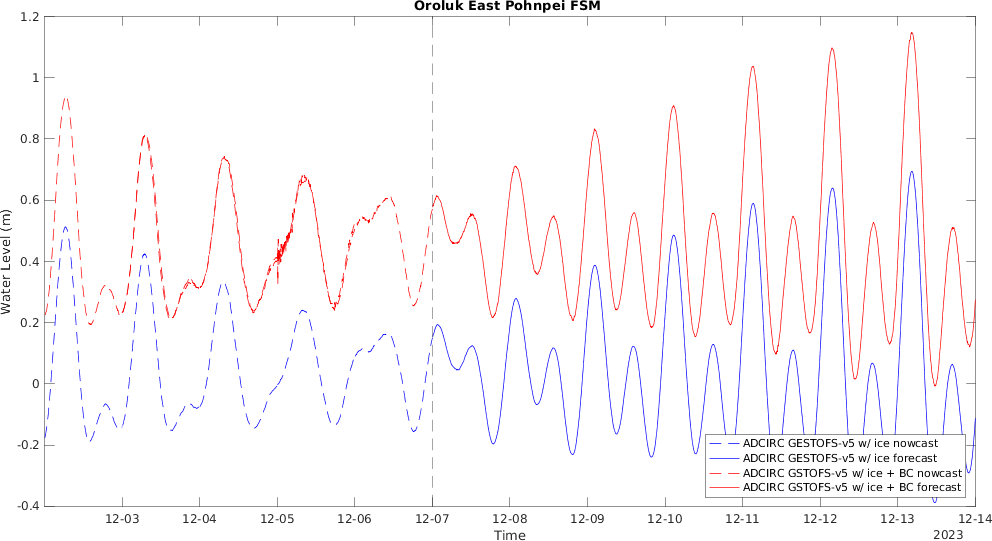 Oroluk East Pohnpei FSM
Water Level (m)
1.2
1
0.8
0.6
0.4
0.2
0
-0.2
-0.4
ADCIRC GESTOFS-v5 w/ ice nowcast
ADCIRC GESTOFS-v5 w/ ice forecast
ADCIRC GSTOFS-v5 w/ ice + BC nowcast
ADCIRC GSTOFS-v5 w/ ice + BC forecast
12-03 12-04 12-05 12-06 12-07 12-08 12-09 12-10 12-11 12-12 12-13 12-14
Time
2023